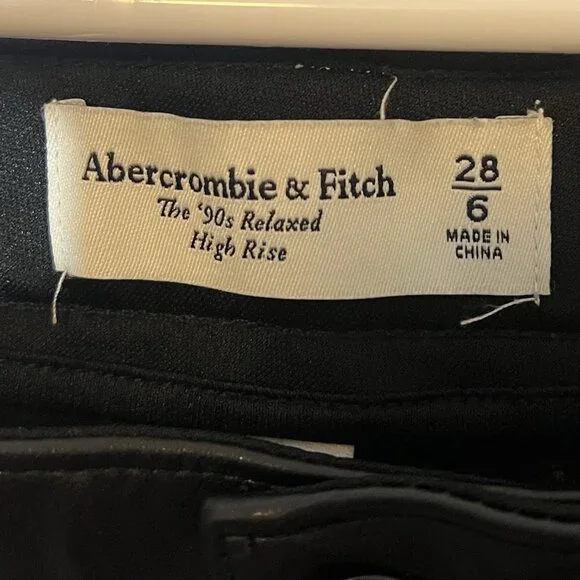 Abercrombie & Fitch
The '90s Relaxed
High Rise
28
6
MADE IN
CHINA